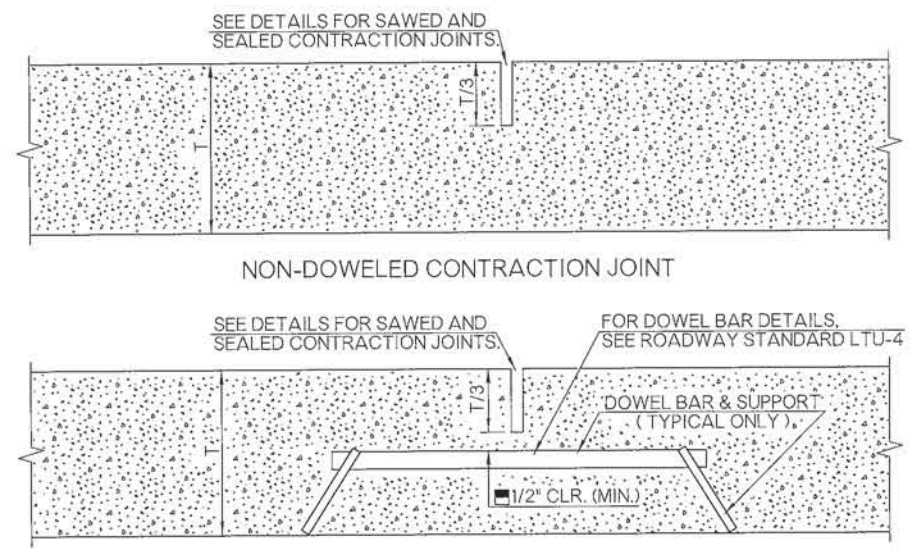 SEE DETAILS FOR SAWED AND
SEALED CONTRACTION JOINTS.
T/3
T
NON-DOWELED CONTRACTION JOINT
SEE DETAILS FOR SAWED AND
SEALED CONTRACTION JOINTS.
FOR DOWEL BAR DETAILS,
SEE ROADWAY STANDARD LTU-4
T/3
DOWEL BAR & SUPPORT
( TYPICAL ONLY ).
T
1/2" CLR. (MIN.)